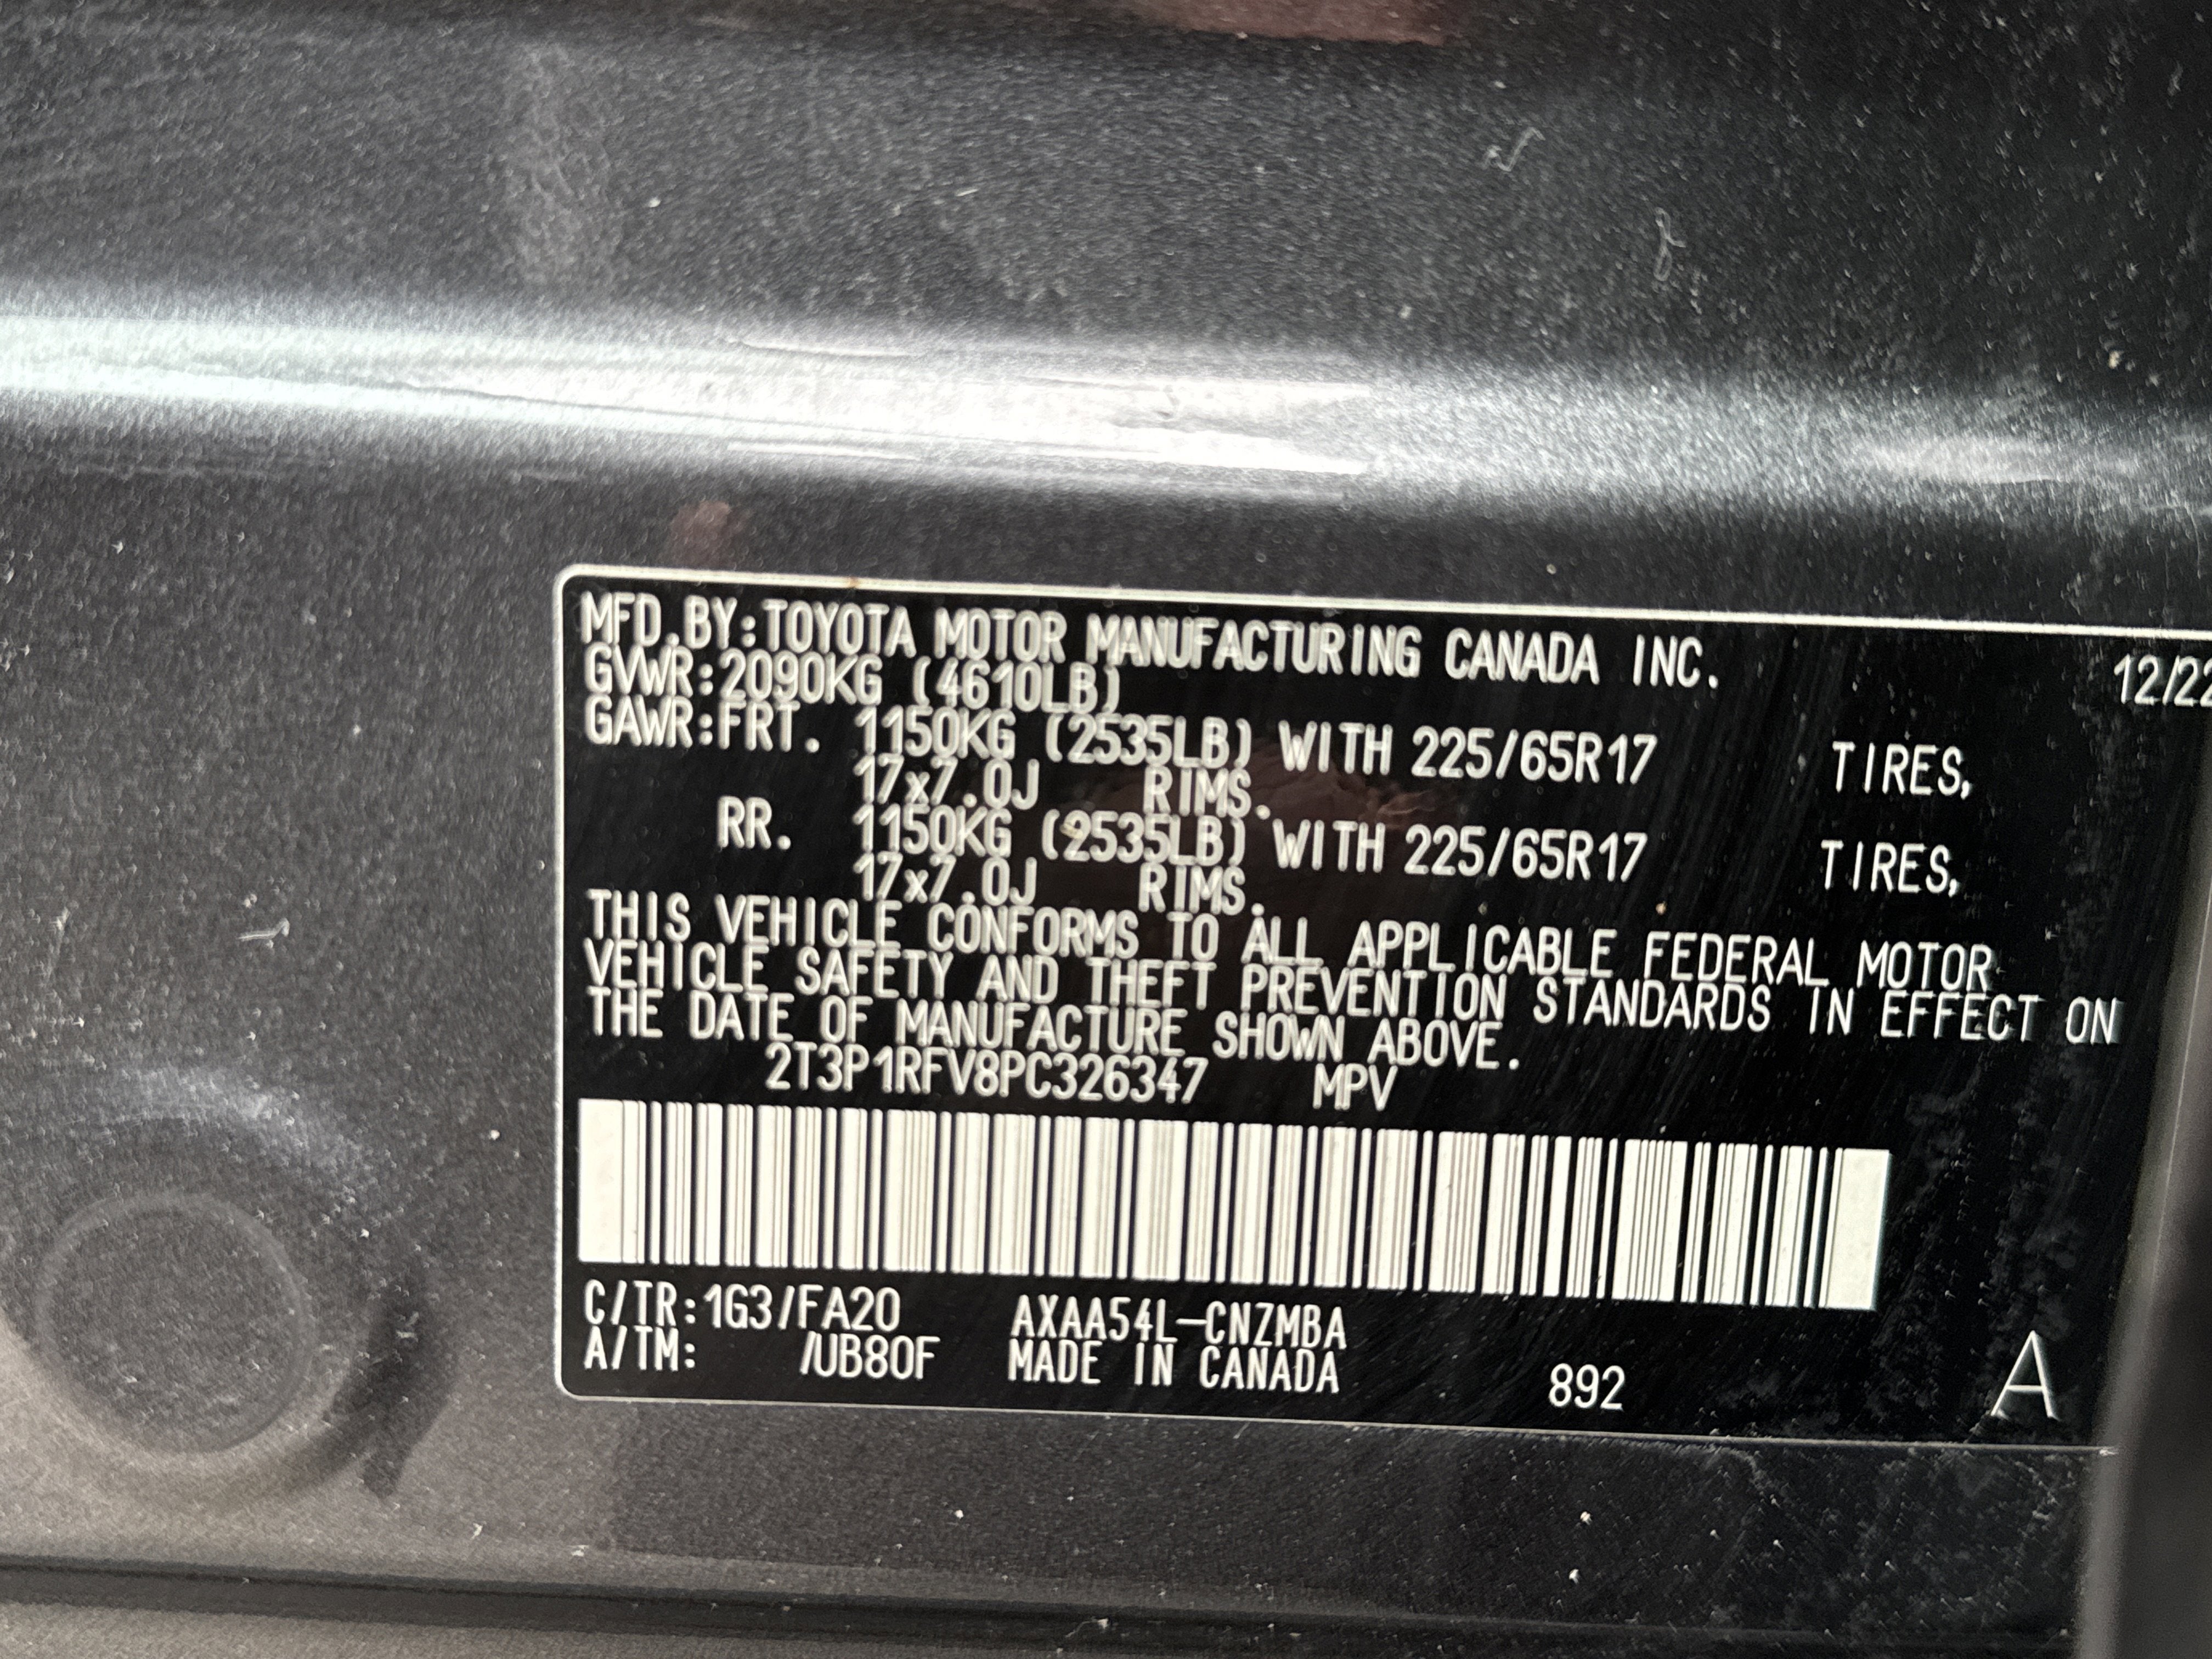 MFD.BY:TOYOTA MOTOR MANUFACTURING CANADA INC. 12/22
GVWR:2090KG (4610LB)
GAWR:FRT. 1150KG (2535LB) WITH 225/65R17 TIRES,
17x7.0J RIMS.
RR. 1150KG (2535LB) WITH 225/65R17 TIRES,
17x7.0J RIMS.
THIS VEHICLE CONFORMS TO ALL APPLICABLE FEDERAL MOTOR
VEHICLE SAFETY AND THEFT PREVENTION STANDARDS IN EFFECT ON
THE DATE OF MANUFACTURE SHOWN ABOVE.
2T3P1RFV8PC326347 MPV
C/TR:1G3/FA20 AXAA54L-CNZMBA
A/TM: /UB80F MADE IN CANADA 892 A